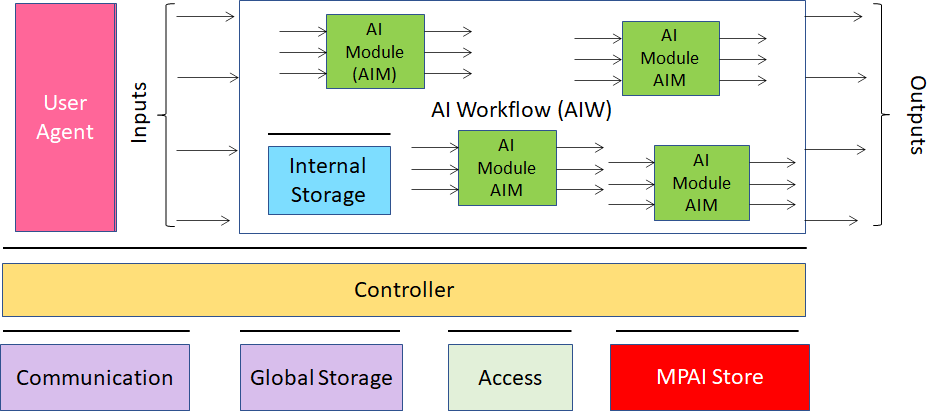 User
Agent
Inputs
AI
Module
(AIM)
AI
Module
AIM
AI Workflow (AIW)
Internal
Storage
AI
Module
AIM
AI
Module
AIM
Outputs
Controller
Communication
Global Storage
Access
MPAI Store